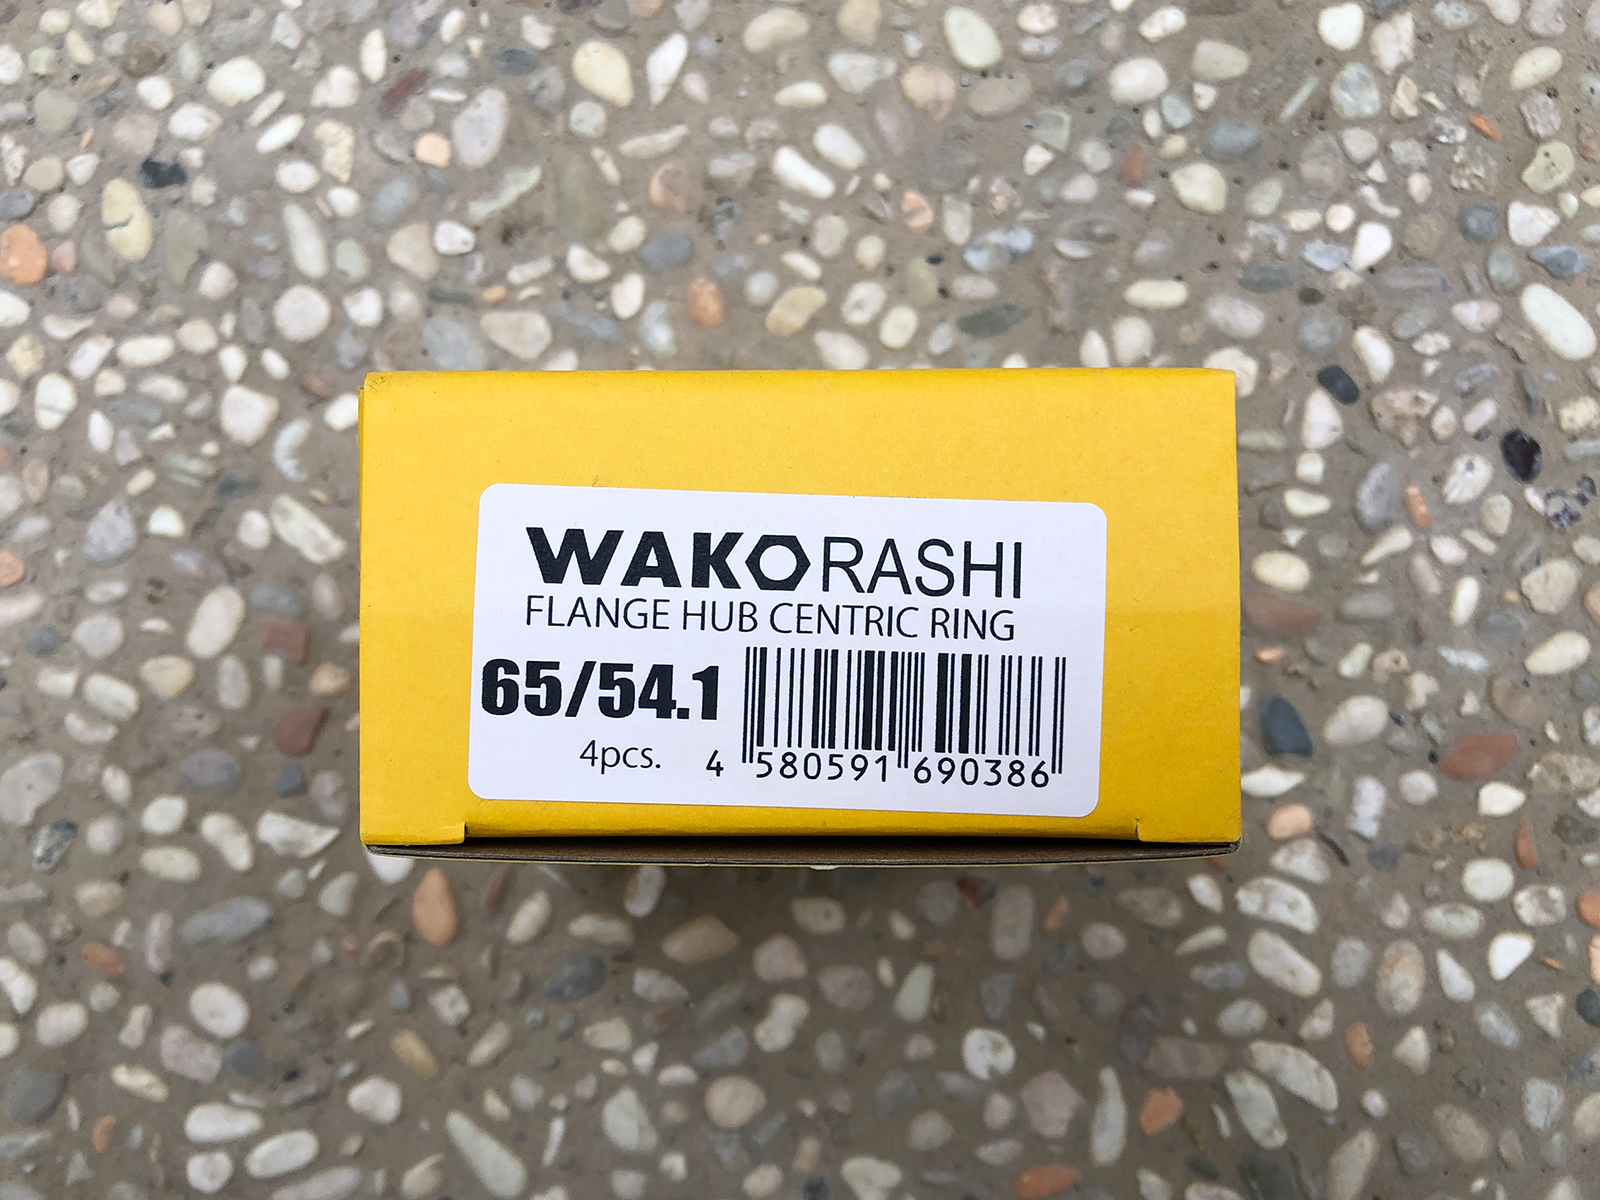 WAKORASHI
FLANGE HUB CENTRIC RING
65/54.1
4pcs.
4 580591 690386